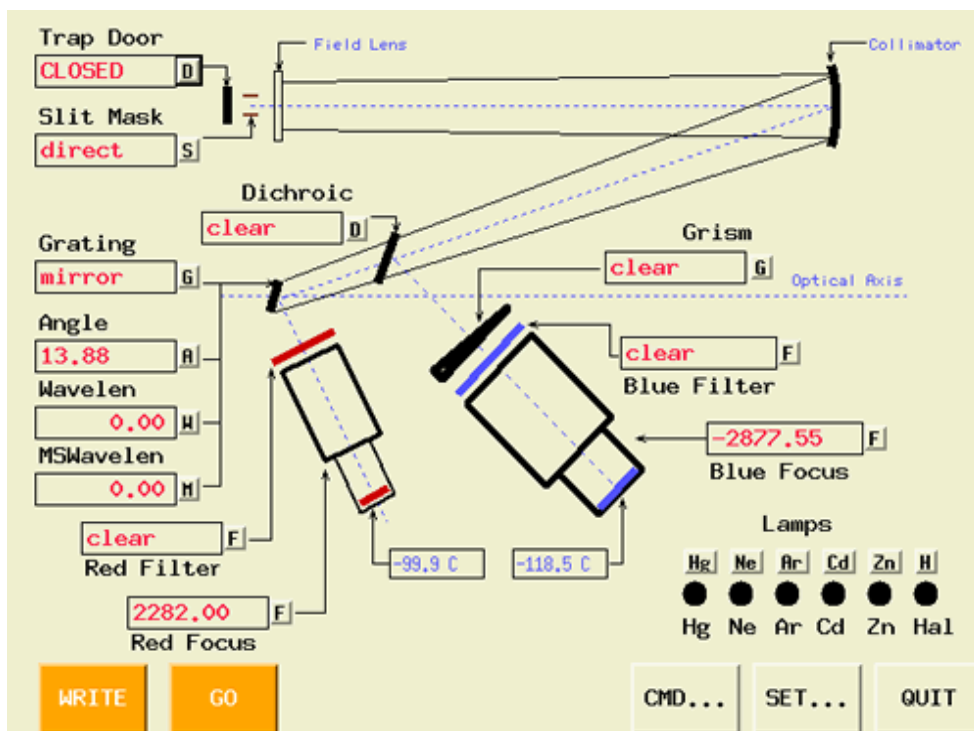 Trap Door
Field Lens
Collimator
CLOSED D
Slit Mask
direct S
Dichroic
clear D
Grism
Grating
clear G
mirror G
Optical Axis
Angle
13.88 A
clear F
Wavelen
Blue Filter
0.00 W
MSWavelen
-2877.55 F
0.00 M
Blue Focus
Lamps
clear F
Red Filter
-99.9 C
-118.5 C
Hg Ne Ar Cd Zn H
2282.00 F
Hg Ne Ar Cd Zn Hal
Red Focus
WRITE
GO
CMD...
SET...
QUIT